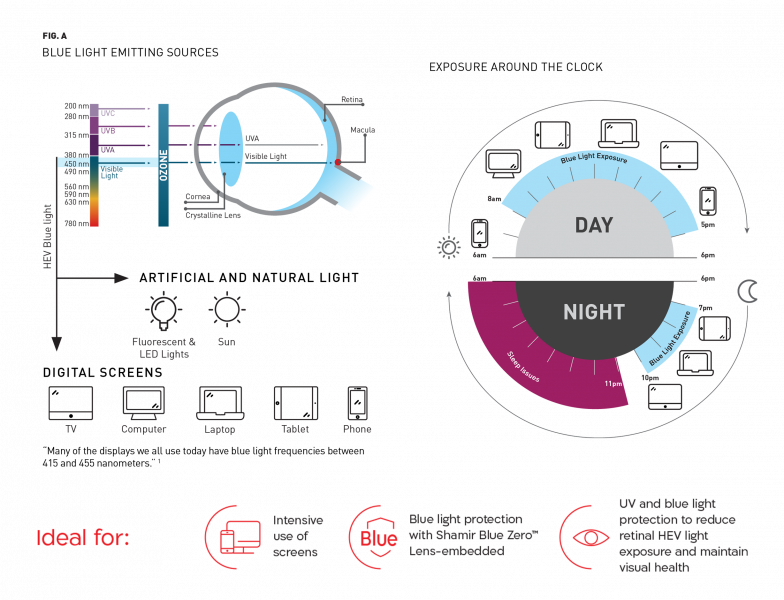 FIG. A
BLUE LIGHT EMITTING SOURCES
200 nm
280 nm
315 nm
380 nm
450 nm
490 nm
560 nm
590 nm
630 nm
780 nm
UVC
UVB
UVA
Visible
Light
OZONE
UVA
Visible Light
Retina
Macula
Cornea
Crystalline Lens
HEV Blue light
ARTIFICIAL AND NATURAL LIGHT
Fluorescent &
LED Lights
Sun
DIGITAL SCREENS
TV
Computer
Laptop
Tablet
Phone
"Many of the displays we all use today have blue light frequencies between
415 and 455 nanometers." 1
EXPOSURE AROUND THE CLOCK
Blue Light Exposure
8am
5pm
DAY
6am
6pm
6am
6pm
NIGHT
7pm
Blue Light Exposure
10pm
11pm
Sleep Issues
Ideal for:
Intensive
use of
screens
Blue
Blue light protection
with Shamir Blue Zero™
Lens-embedded
UV and blue light
protection to reduce
retinal HEV light
exposure and maintain
visual health